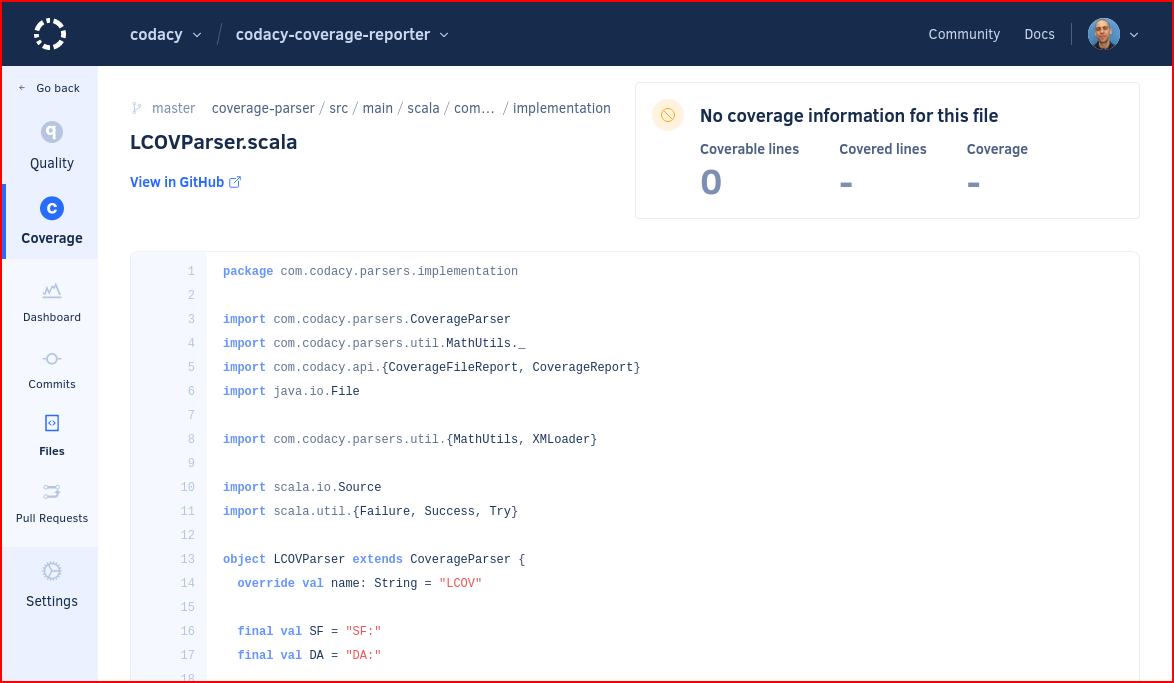 codacy / codacy-coverage-reporter
Community Docs
Go back
Quality
Coverage
Dashboard
Commits
Files
Pull Requests
Settings
master coverage-parser / src / main / scala / com... / implementation
LCOVParser.scala
View in GitHub
No coverage information for this file
Coverable lines Covered lines Coverage
0 - -
1 package com.codacy.parsers.implementation
2
3 import com.codacy.parsers.CoverageParser
4 import com.codacy.parsers.util.MathUtils._
5 import com.codacy.api.{CoverageFileReport, CoverageReport}
6 import java.io.File
7
8 import com.codacy.parsers.util.{MathUtils, XMLoader}
9
10 import scala.io.Source
11 import scala.util.{Failure, Success, Try}
12
13 object LCOVParser extends CoverageParser {
14 override val name: String = "LCOV"
15
16 final val SF = "SF:"
17 final val DA = "DA:"
18